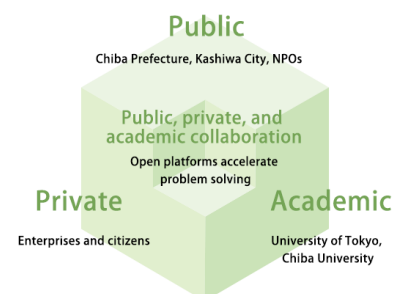 Public
Chiba Prefecture, Kashiwa City, NPOs
Public, private, and
academic collaboration
Open platforms accelerate
problem solving
Private
Enterprises and citizens
Academic
University of Tokyo,
Chiba University